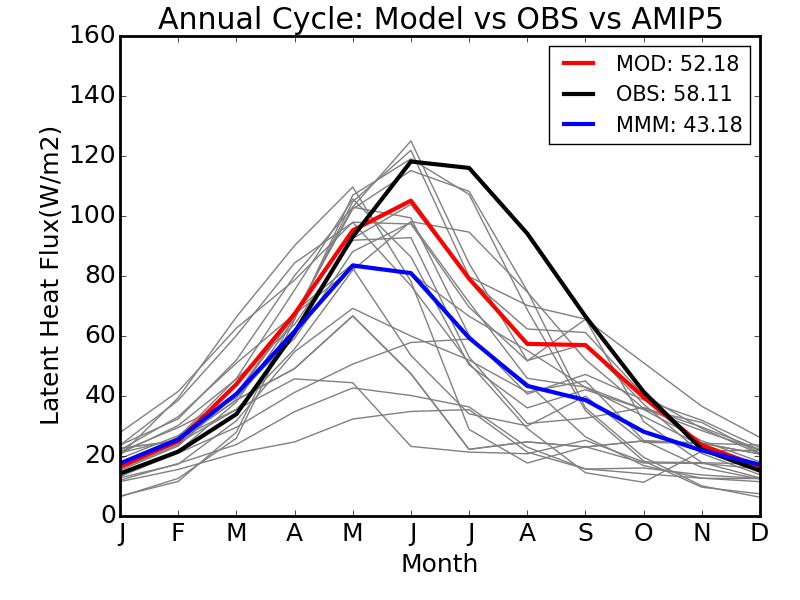 Annual Cycle: Model vs OBS vs AMIP5
160
140
120
100
80
60
40
20
0
Latent Heat Flux(W/m2)
MOD: 52.18
OBS: 58.11
MMM: 43.18
J F M A M J J A S O N D
Month